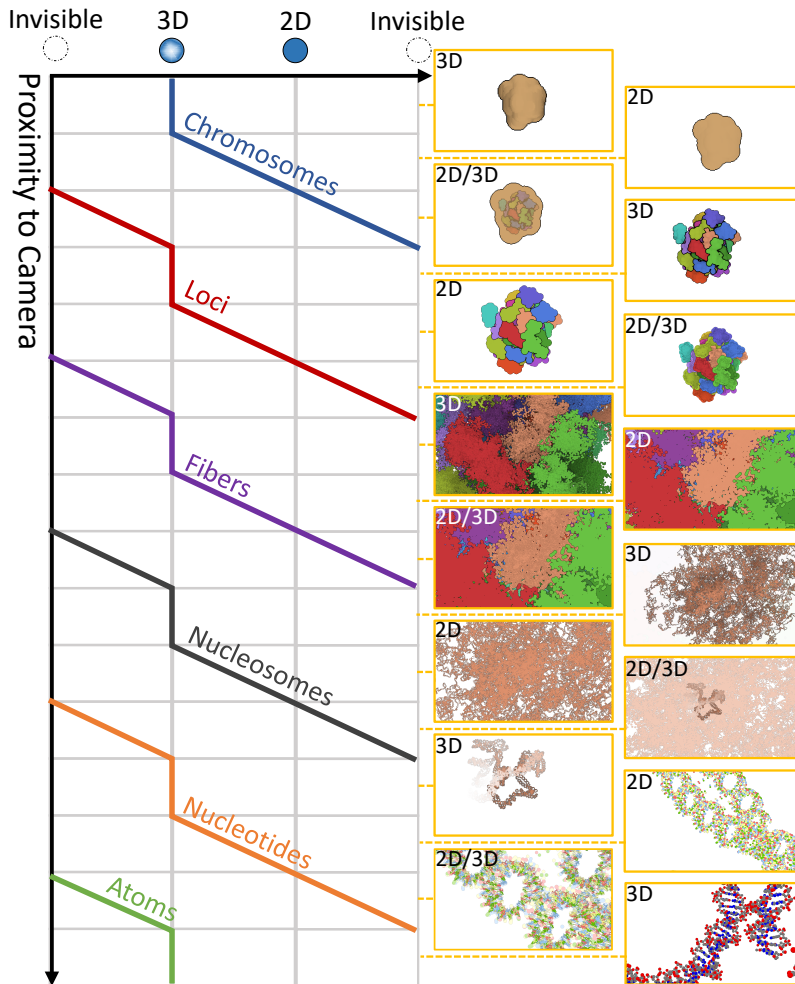 Invisible
3D
2D
Invisible
Proximity to Camera
Chromosomes
Loci
Fibers
Nucleosomes
Nucleotides
Atoms
3D
2D
2D/3D
3D
2D
2D/3D
3D
2D
2D/3D
3D
2D
2D/3D
3D
2D
2D/3D
3D